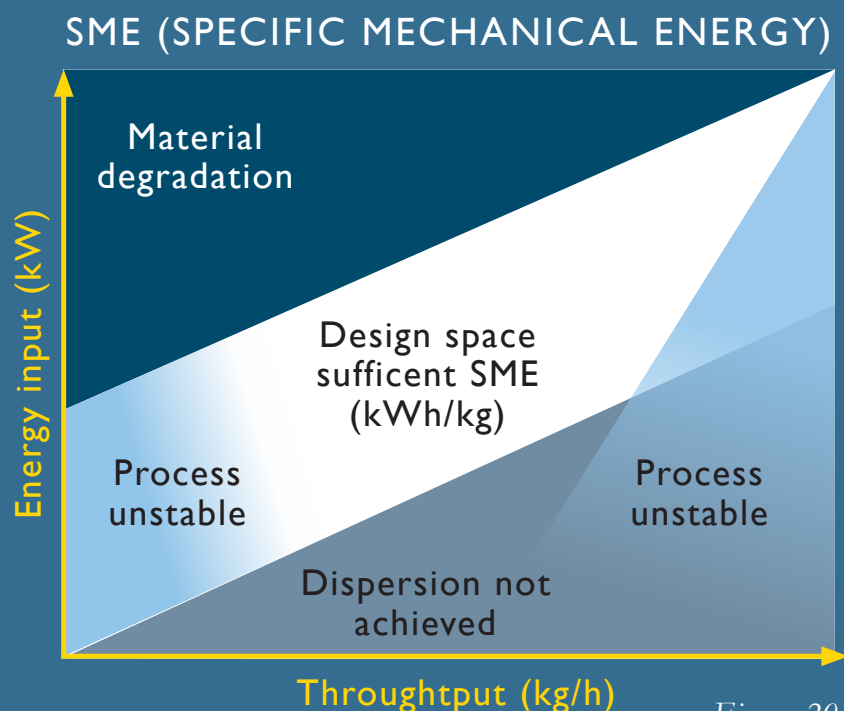 SME (SPECIFIC MECHANICAL ENERGY)
Material
degradation
Energy input (kW)
Design space
sufficent SME
(kWh/kg)
Process
unstable
Process
unstable
Dispersion not
achieved
Throughtput (kg/h)